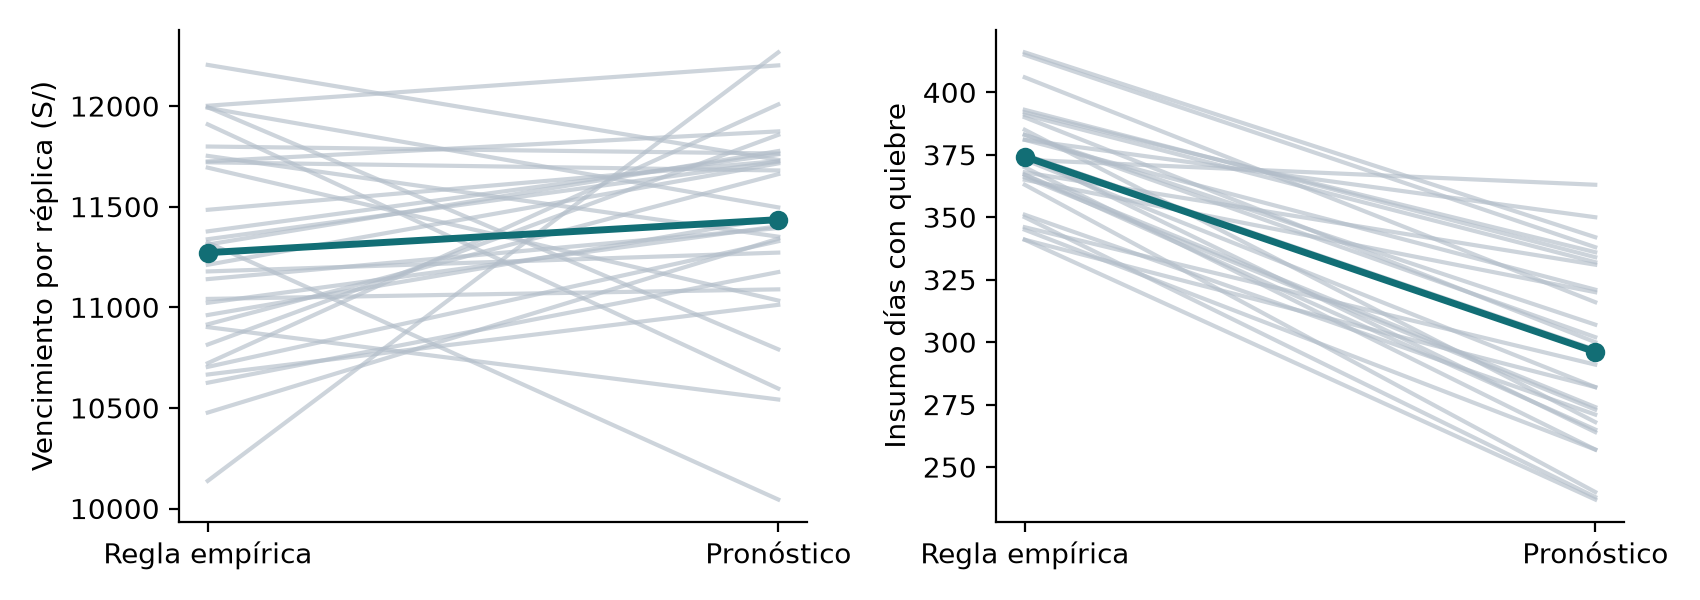 Vencimiento por réplica (S/)
12000
11500
11000
10500
10000
Regla empírica
Pronóstico
Insumo días con quiebre
400
375
350
325
300
275
250
Regla empírica
Pronóstico